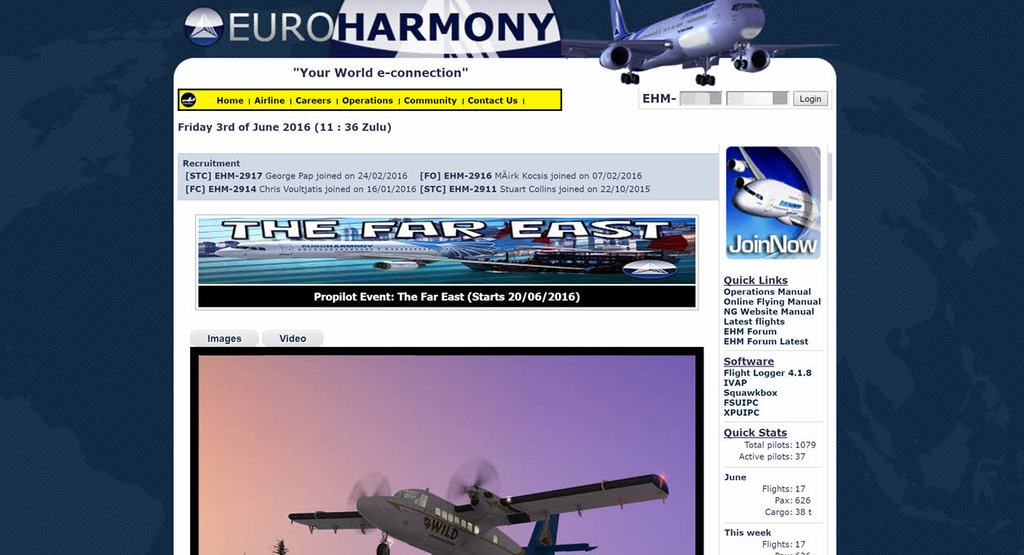 EUROHARMONY
"Your World e-connection"
Home | Airline | Careers | Operations | Community | Contact Us |
EHM- Login
Friday 3rd of June 2016 (11 : 36 Zulu)
Recruitment
[STC] EHM-2917 George Pap joined on 24/02/2016 [FO] EHM-2916 MÃirk Kocsis joined on 07/02/2016
[FC] EHM-2914 Chris Voultjatis joined on 16/01/2016 [STC] EHM-2911 Stuart Collins joined on 22/10/2015
THE FAR EAST
EUROHARMONY
Propilot Event: The Far East (Starts 20/06/2016)
Images Video
WILD
JoinNow
Quick Links
Operations Manual
Online Flying Manual
NG Website Manual
Latest flights
EHM Forum
EHM Forum Latest
Software
Flight Logger 4.1.8
IVAP
Squawkbox
FSUIPC
XPUIPC
Quick Stats
Total pilots: 1079
Active pilots: 37
June
Flights: 17
Pax: 626
Cargo: 38 t
This week
Flights: 17
Pax: 626